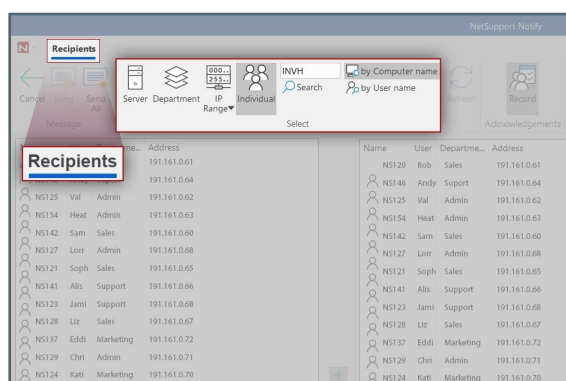 NetSupport Notify
Recipients
Cancel Send Send All
Message
Server Department IP Range Individual
000..
255..
INVH
Search
by Computer name
by User name
Select
Refresh
Record
Acknowledgements
Recipients
me... Address
191.161.0.61
Andy 191.161.0.64
NS125 Val Admin 191.161.0.62
NS154 Heat Admin 191.161.0.63
NS142 Sam Sales 191.161.0.60
NS127 Lorr Admin 191.161.0.68
NS121 Soph Sales 191.161.0.65
NS141 Alis Support 191.161.0.66
NS123 Jami Support 191.161.0.68
NS128 Liz Sales 191.161.0.67
NS137 Eddi Marketing 191.161.0.72
NS129 Chri Admin 191.161.0.71
NS124 Kati Marketing 191.161.0.70
Name User Departme... Address
NS120 Rob Sales 191.161.0.61
NS146 Andy Suport 191.161.0.64
NS125 Val Admin 191.161.0.62
NS154 Heat Admin 191.161.0.63
NS142 Sam Sales 191.161.0.60
NS127 Lorr Admin 191.161.0.68
NS121 Soph Sales 191.161.0.65
NS141 Alis Support 191.161.0.66
NS123 Jami Support 191.161.0.68
NS128 Liz Sales 191.161.0.67
NS137 Eddi Marketing 191.161.0.72
NS129 Chri Admin 191.161.0.71
NS124 Kati Marketing 191.161.0.70